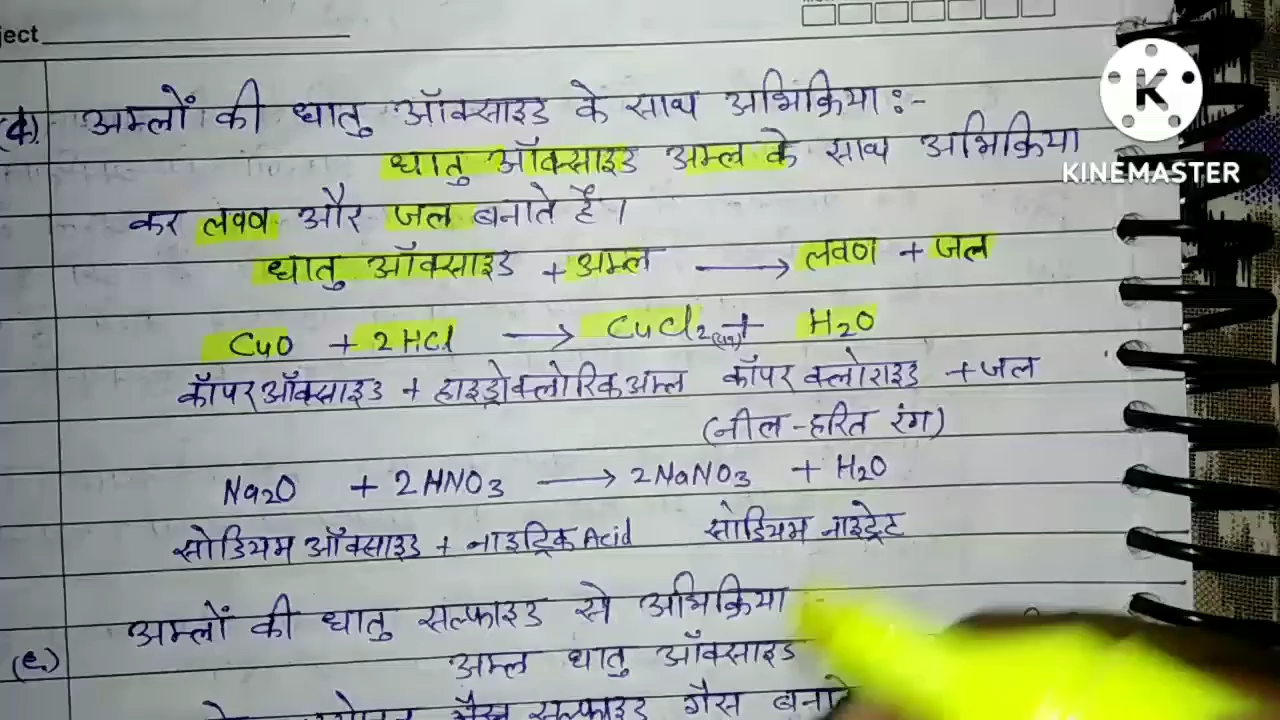 ject
(d.) अम्लों की धातु ऑक्साइड के साथ अभिक्रिया :-
धातु ऑक्साइड अम्ल के साथ अभिक्रिया
कर लवण और जल बनाते हैं।
धातु ऑक्साइड + अम्ल ⟶ लवण + जल
CuO + 2HCl ⟶ CuCl₂(aq) + H₂O
कॉपर ऑक्साइड + हाइड्रोक्लोरिक अम्ल कॉपर क्लोराइड + जल
(नील-हरित रंग)
Na₂O + 2HNO₃ ⟶ 2NaNO₃ + H₂O
सोडियम ऑक्साइड + नाइट्रिक Acid सोडियम नाइट्रेट
(e.) अम्लों की धातु सल्फाइड से अभिक्रिया
अम्ल धातु ऑक्साइड
सल्फाइड गैस बनाते
K
KINEMASTER